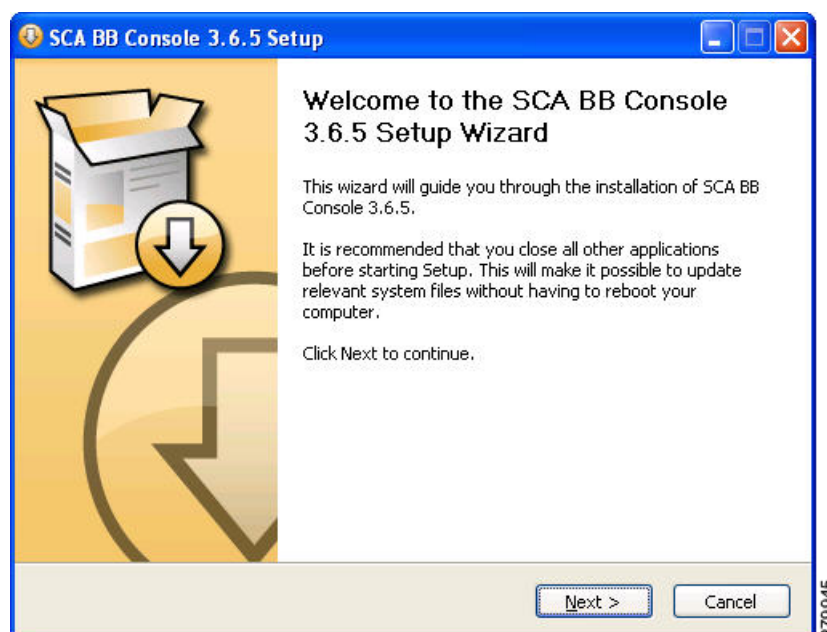 SCA BB Console 3.6.5 Setup
Welcome to the SCA BB Console
3.6.5 Setup Wizard
This wizard will guide you through the installation of SCA BB
Console 3.6.5.
It is recommended that you close all other applications
before starting Setup. This will make it possible to update
relevant system files without having to reboot your
computer.
Click Next to continue.
Next >
Cancel